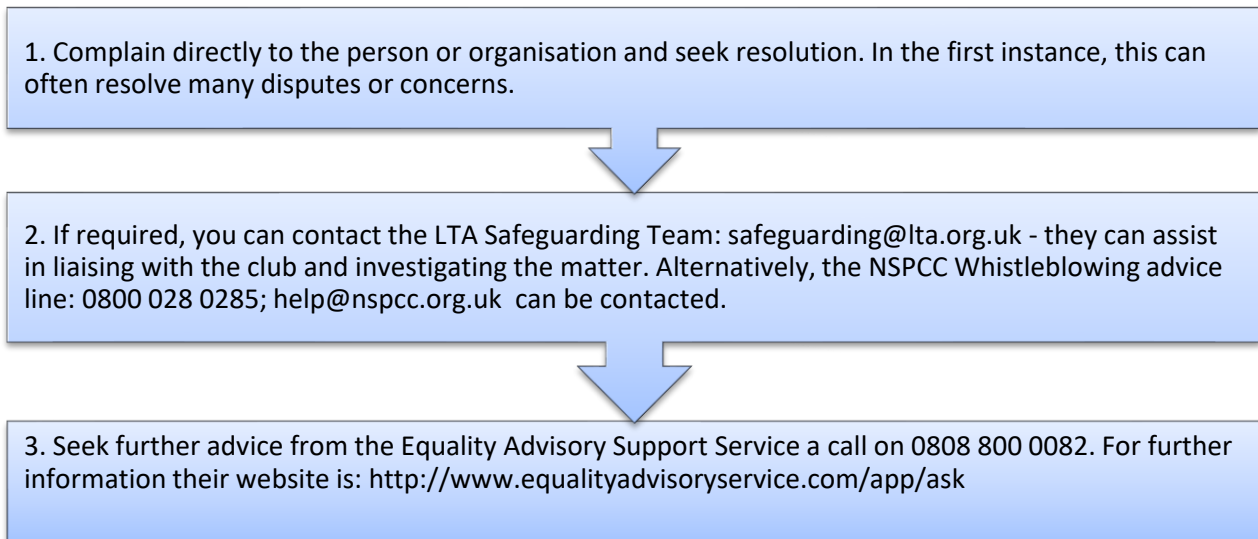 1. Complain directly to the person or organisation and seek resolution. In the first instance, this can
often resolve many disputes or concerns.
2. If required, you can contact the LTA Safeguarding Team: safeguarding@lta.org.uk - they can assist
in liaising with the club and investigating the matter. Alternatively, the NSPCC Whistleblowing advice
line: 0800 028 0285; help@nspcc.org.uk  can be contacted.
3. Seek further advice from the Equality Advisory Support Service a call on 0808 800 0082. For further
information their website is: http://www.equalityadvisoryservice.com/app/ask